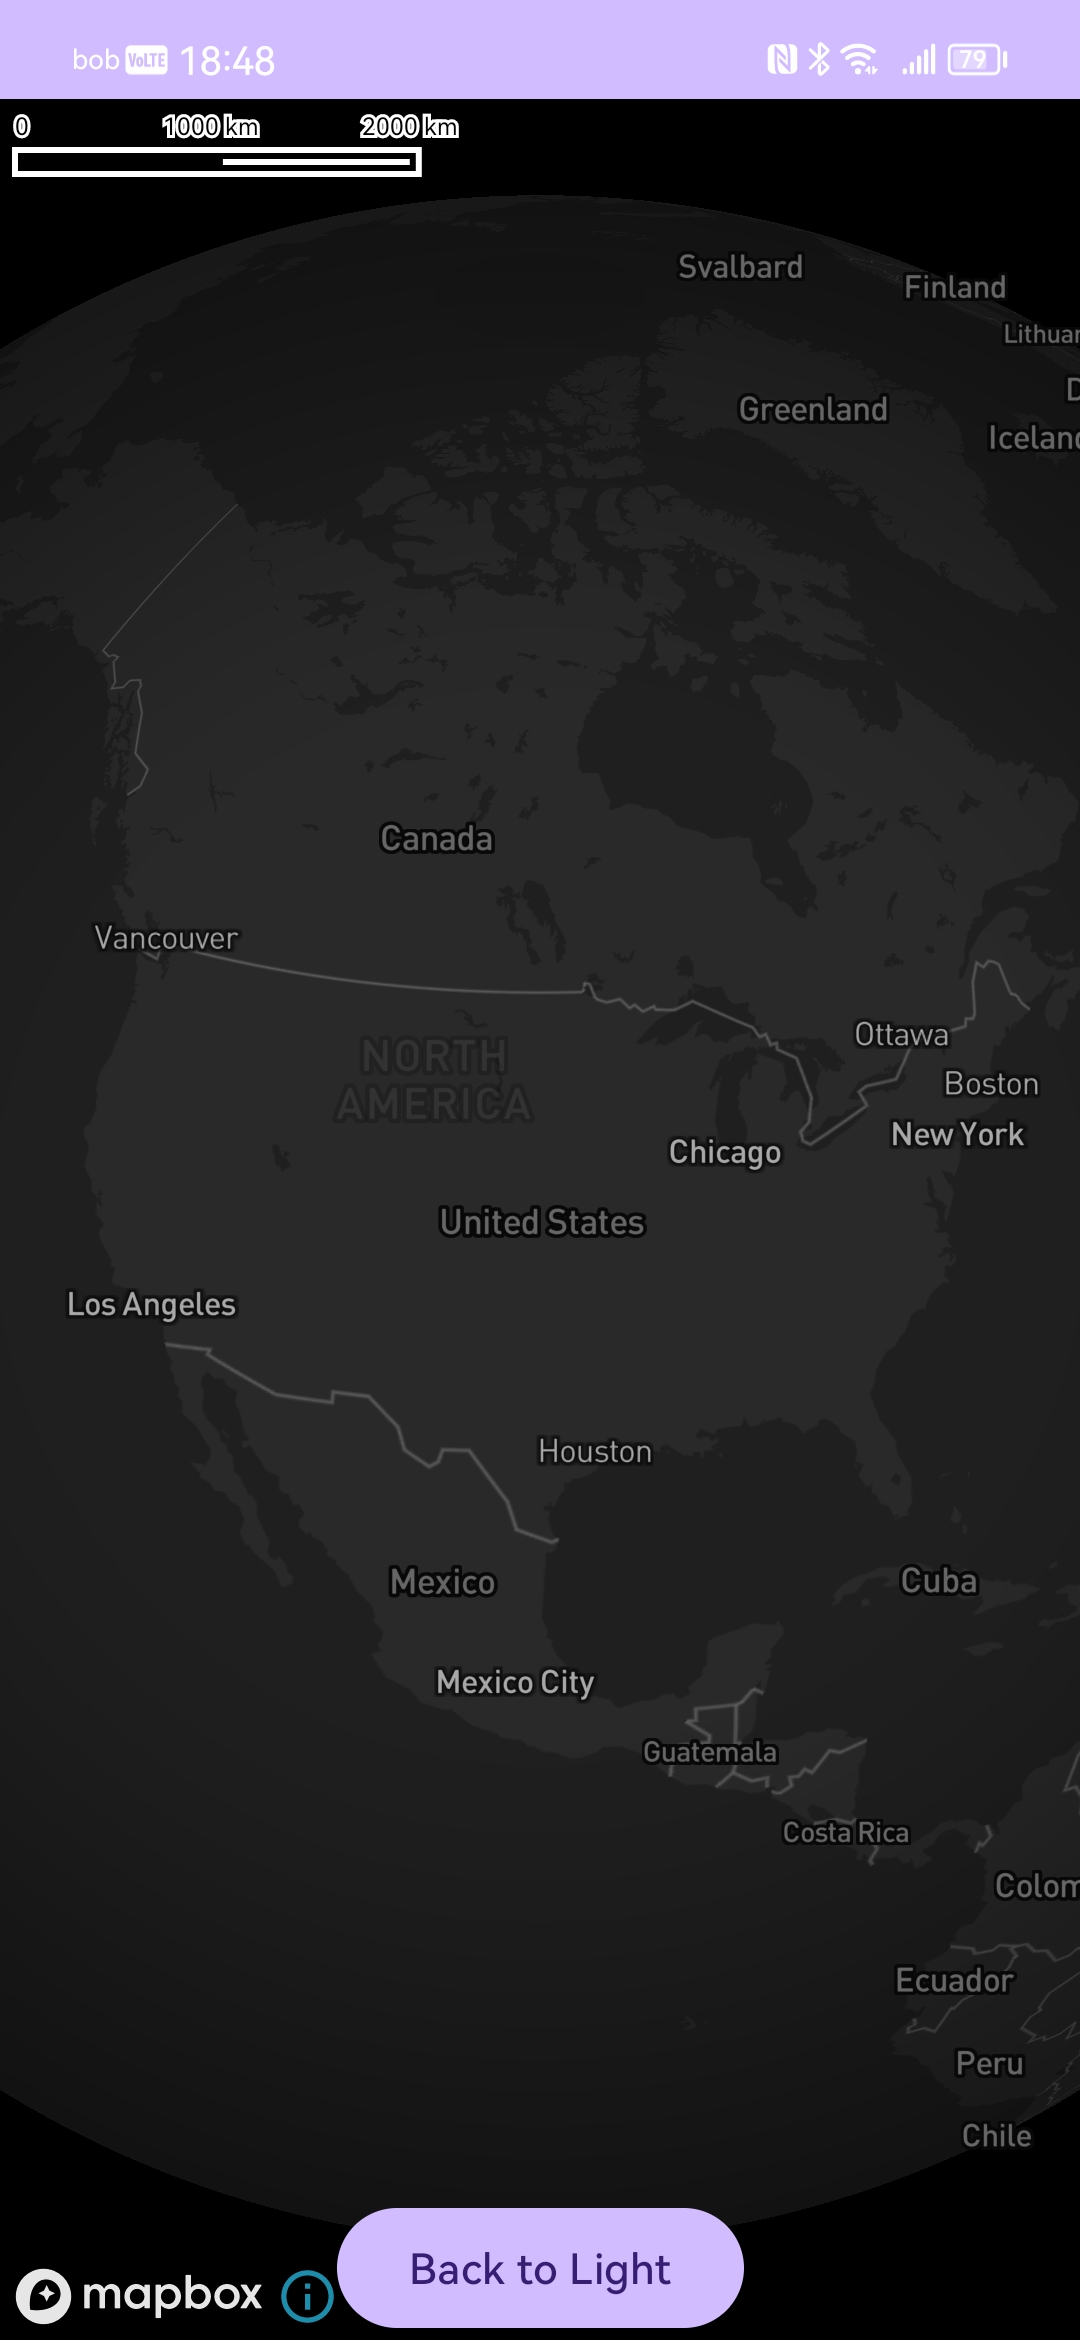 bob VoLTE 18:48 79
0 1000 km 2000 km
Svalbard
Finland
Lithuan
D
Greenland
Iceland
Canada
Vancouver
NORTH
AMERICA
Ottawa
Boston
New York
Chicago
United States
Los Angeles
Houston
Mexico
Cuba
Mexico City
Guatemala
Costa Rica
Colom
Ecuador
Peru
Chile
Back to Light
mapbox